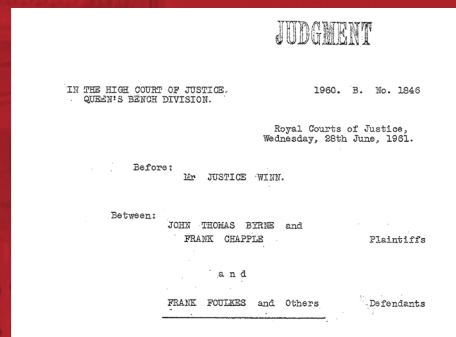 JUDGMENT
IN THE HIGH COURT OF JUSTICE. 1960. B. No. 1846
QUEEN'S BENCH DIVISION.
Royal Courts of Justice,
Wednesday, 28th June, 1961.
Before:
Mr JUSTICE WINN.
Between:
JOHN THOMAS BYRNE and
FRANK CHAPPLE Plaintiffs
and
FRANK FOULKES and Others Defendants